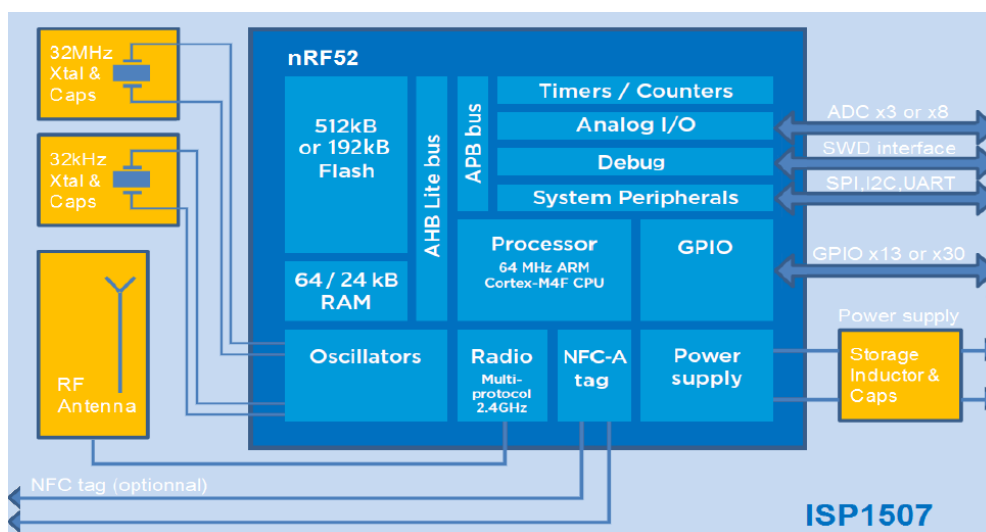 32MHz
Xtal &
Caps
32kHz
Xtal &
Caps
RF
Antenna
nRF52
512kB
or 192kB
Flash
64 / 24 kB
RAM
AHB Lite bus
APB bus
Timers / Counters
Analog I/O
Debug
System Peripherals
Processor
64 MHz ARM
Cortex-M4F CPU
GPIO
Oscillators
Radio
Multi-
protocol
2.4GHz
NFC-A
tag
Power
supply
ADC x3 or x8
SWD interface
SPI,I2C,UART
GPIO x13 or x30
Power supply
Storage
Inductor &
Caps
NFC tag (optionnal)
ISP1507